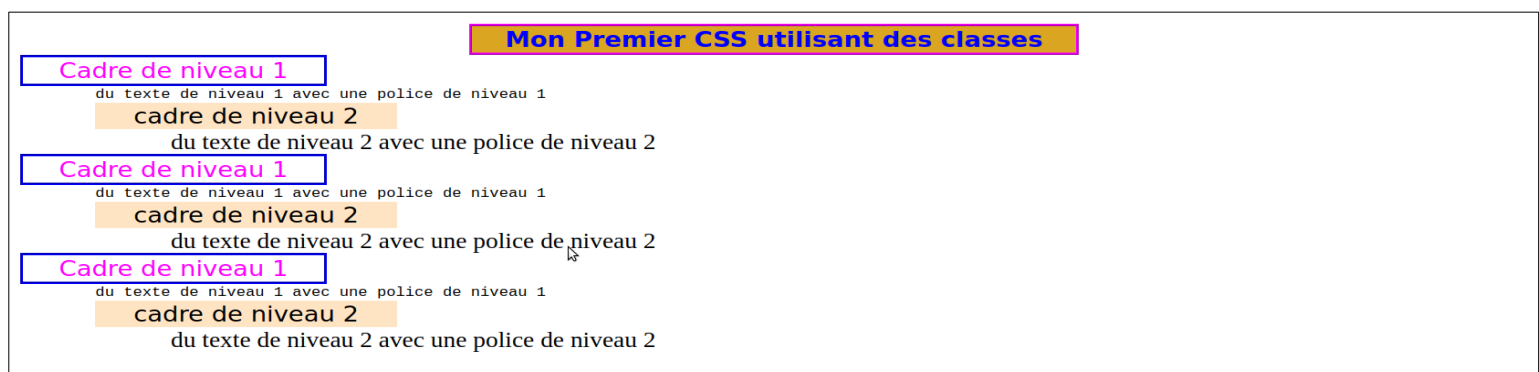 Mon Premier CSS utilisant des classes
Cadre de niveau 1
du texte de niveau 1 avec une police de niveau 1
cadre de niveau 2
du texte de niveau 2 avec une police de niveau 2
Cadre de niveau 1
du texte de niveau 1 avec une police de niveau 1
cadre de niveau 2
du texte de niveau 2 avec une police de niveau 2
Cadre de niveau 1
du texte de niveau 1 avec une police de niveau 1
cadre de niveau 2
du texte de niveau 2 avec une police de niveau 2